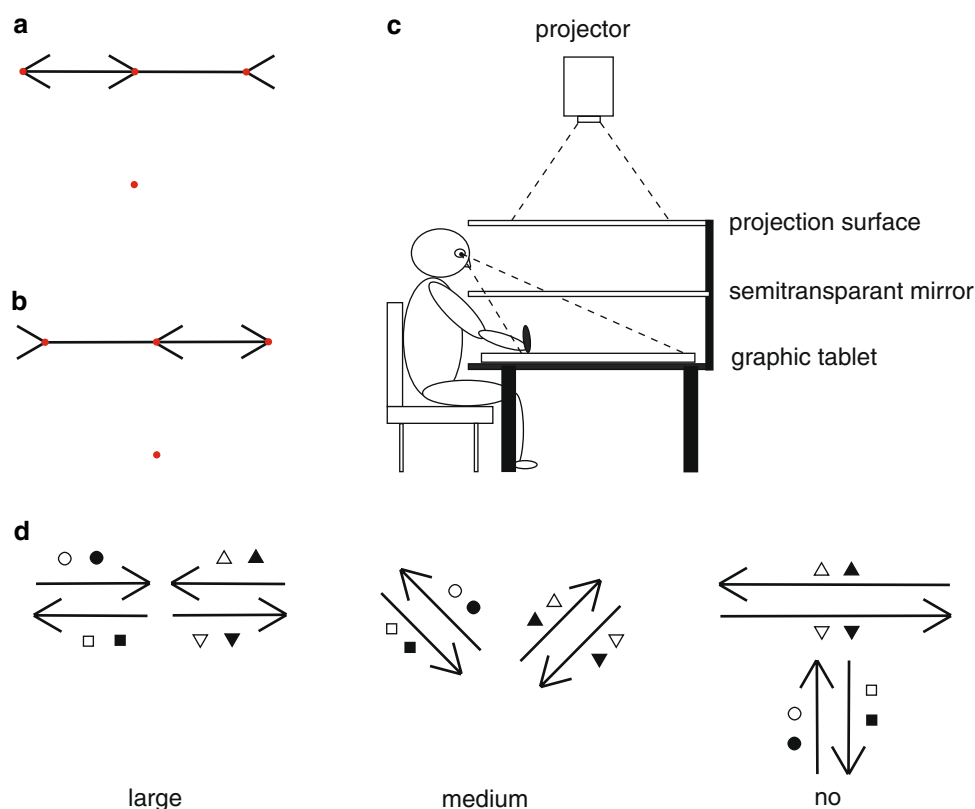 a
c
projector
projection surface
b
semitransparant mirror
graphic tablet
d
large
medium
no